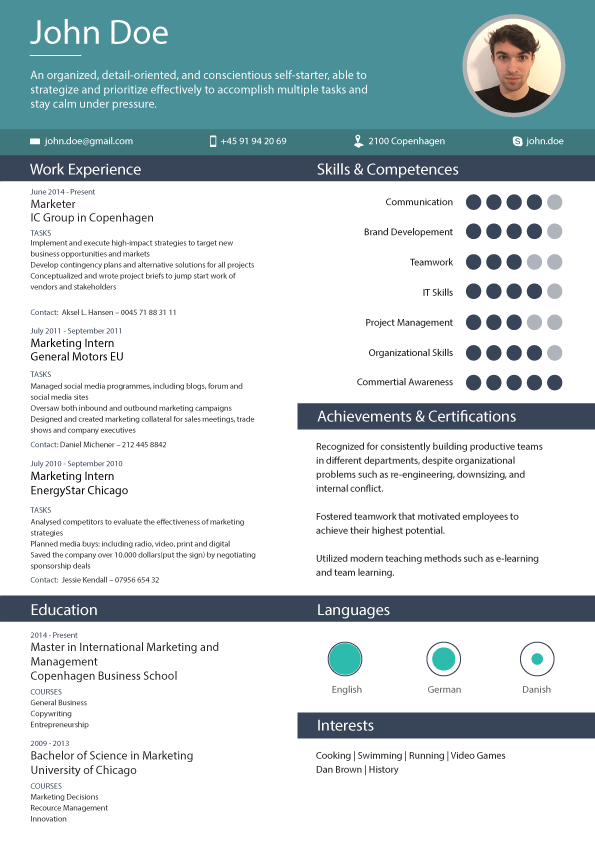 John Doe
An organized, detail-oriented, and conscientious self-starter, able to
strategize and prioritize effectively to accomplish multiple tasks and
stay calm under pressure.
john.doe@gmail.com
+45 91 94 20 69
2100 Copenhagen
john.doe
Work Experience
June 2014 - Present
Marketer
IC Group in Copenhagen
TASKS
Implement and execute high-impact strategies to target new
business opportunities and markets
Develop contingency plans and alternative solutions for all projects
Conceptualized and wrote project briefs to jump start work of
vendors and stakeholders
Contact: Aksel L. Hansen – 0045 71 88 31 11
July 2011 - September 2011
Marketing Intern
General Motors EU
TASKS
Managed social media programmes, including blogs, forum and
social media sites
Oversaw both inbound and outbound marketing campaigns
Designed and created marketing collateral for sales meetings, trade
shows and company executives
Contact: Daniel Michener – 212 445 8842
July 2010 - September 2010
Marketing Intern
EnergyStar Chicago
TASKS
Analysed competitors to evaluate the effectiveness of marketing
strategies
Planned media buys: including radio, video, print and digital
Saved the company over 10.000 dollars(put the sign) by negotiating
sponsorship deals
Contact: Jessie Kendall – 07956 654 32
Education
2014 - Present
Master in International Marketing and
Management
Copenhagen Business School
COURSES
General Business
Copywriting
Entrepreneurship
2009 - 2013
Bachelor of Science in Marketing
University of Chicago
COURSES
Marketing Decisions
Recource Management
Innovation
Skills & Competences
Communication
Brand Developement
Teamwork
IT Skills
Project Management
Organizational Skills
Commertial Awareness
Achievements & Certifications
Recognized for consistently building productive teams
in different departments, despite organizational
problems such as re-engineering, downsizing, and
internal conflict.
Fostered teamwork that motivated employees to
achieve their highest potential.
Utilized modern teaching methods such as e-learning
and team learning.
Languages
English
German
Danish
Interests
Cooking | Swimming | Running | Video Games
Dan Brown | History